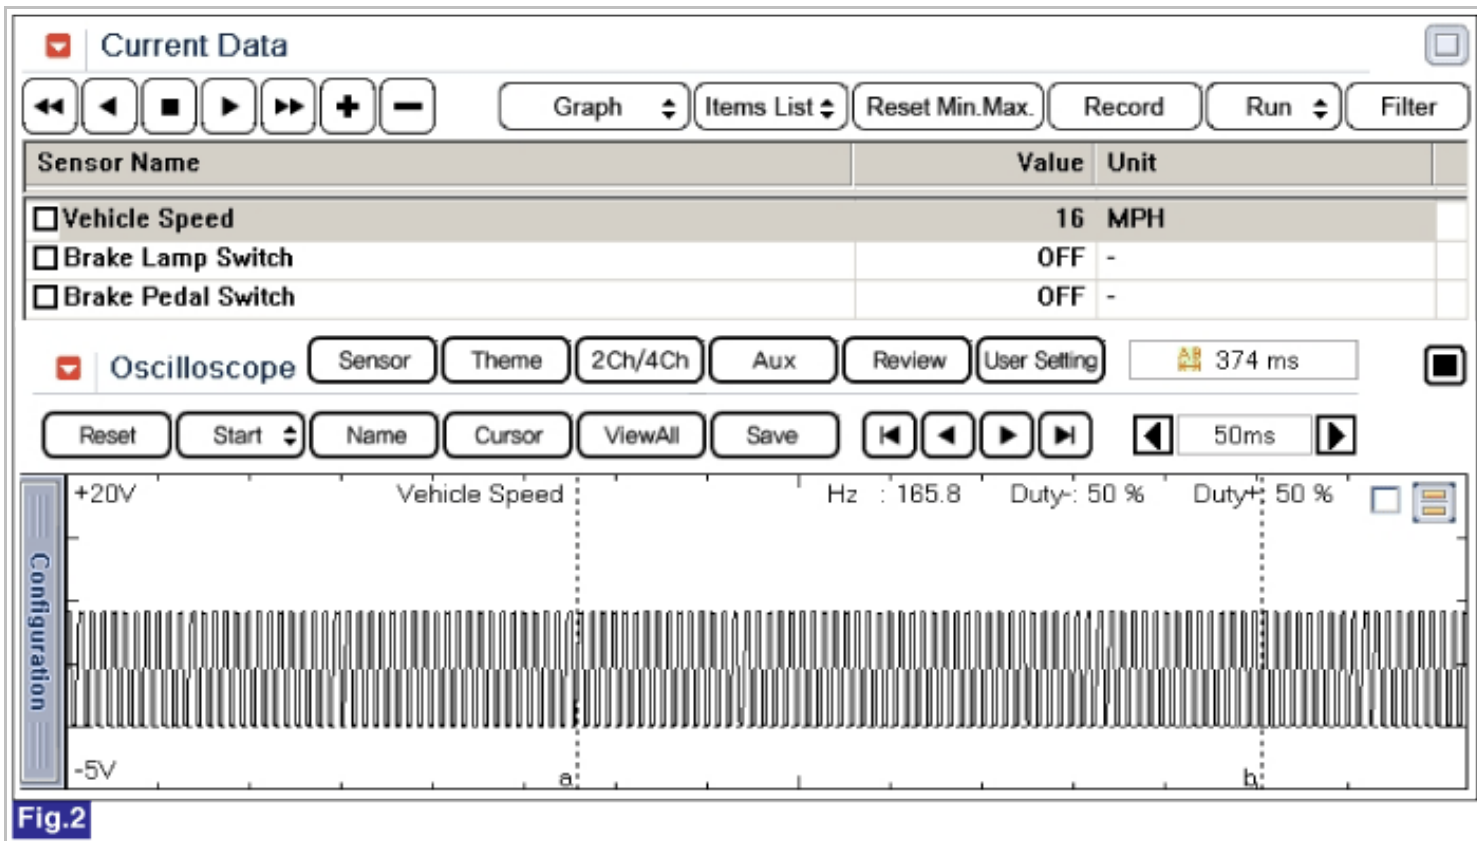 Current Data
Graph Items List Reset Min.Max. Record Run Filter
Sensor Name Value Unit
Vehicle Speed 16 MPH
Brake Lamp Switch OFF -
Brake Pedal Switch OFF -
Oscilloscope Sensor Theme 2Ch/4Ch Aux Review User Setting AB 374 ms
Reset Start Name Cursor ViewAll Save 50ms
+20V Vehicle Speed Hz : 165.8 Duty-: 50 % Duty+: 50 %
Configuration
-5V a b
Fig.2